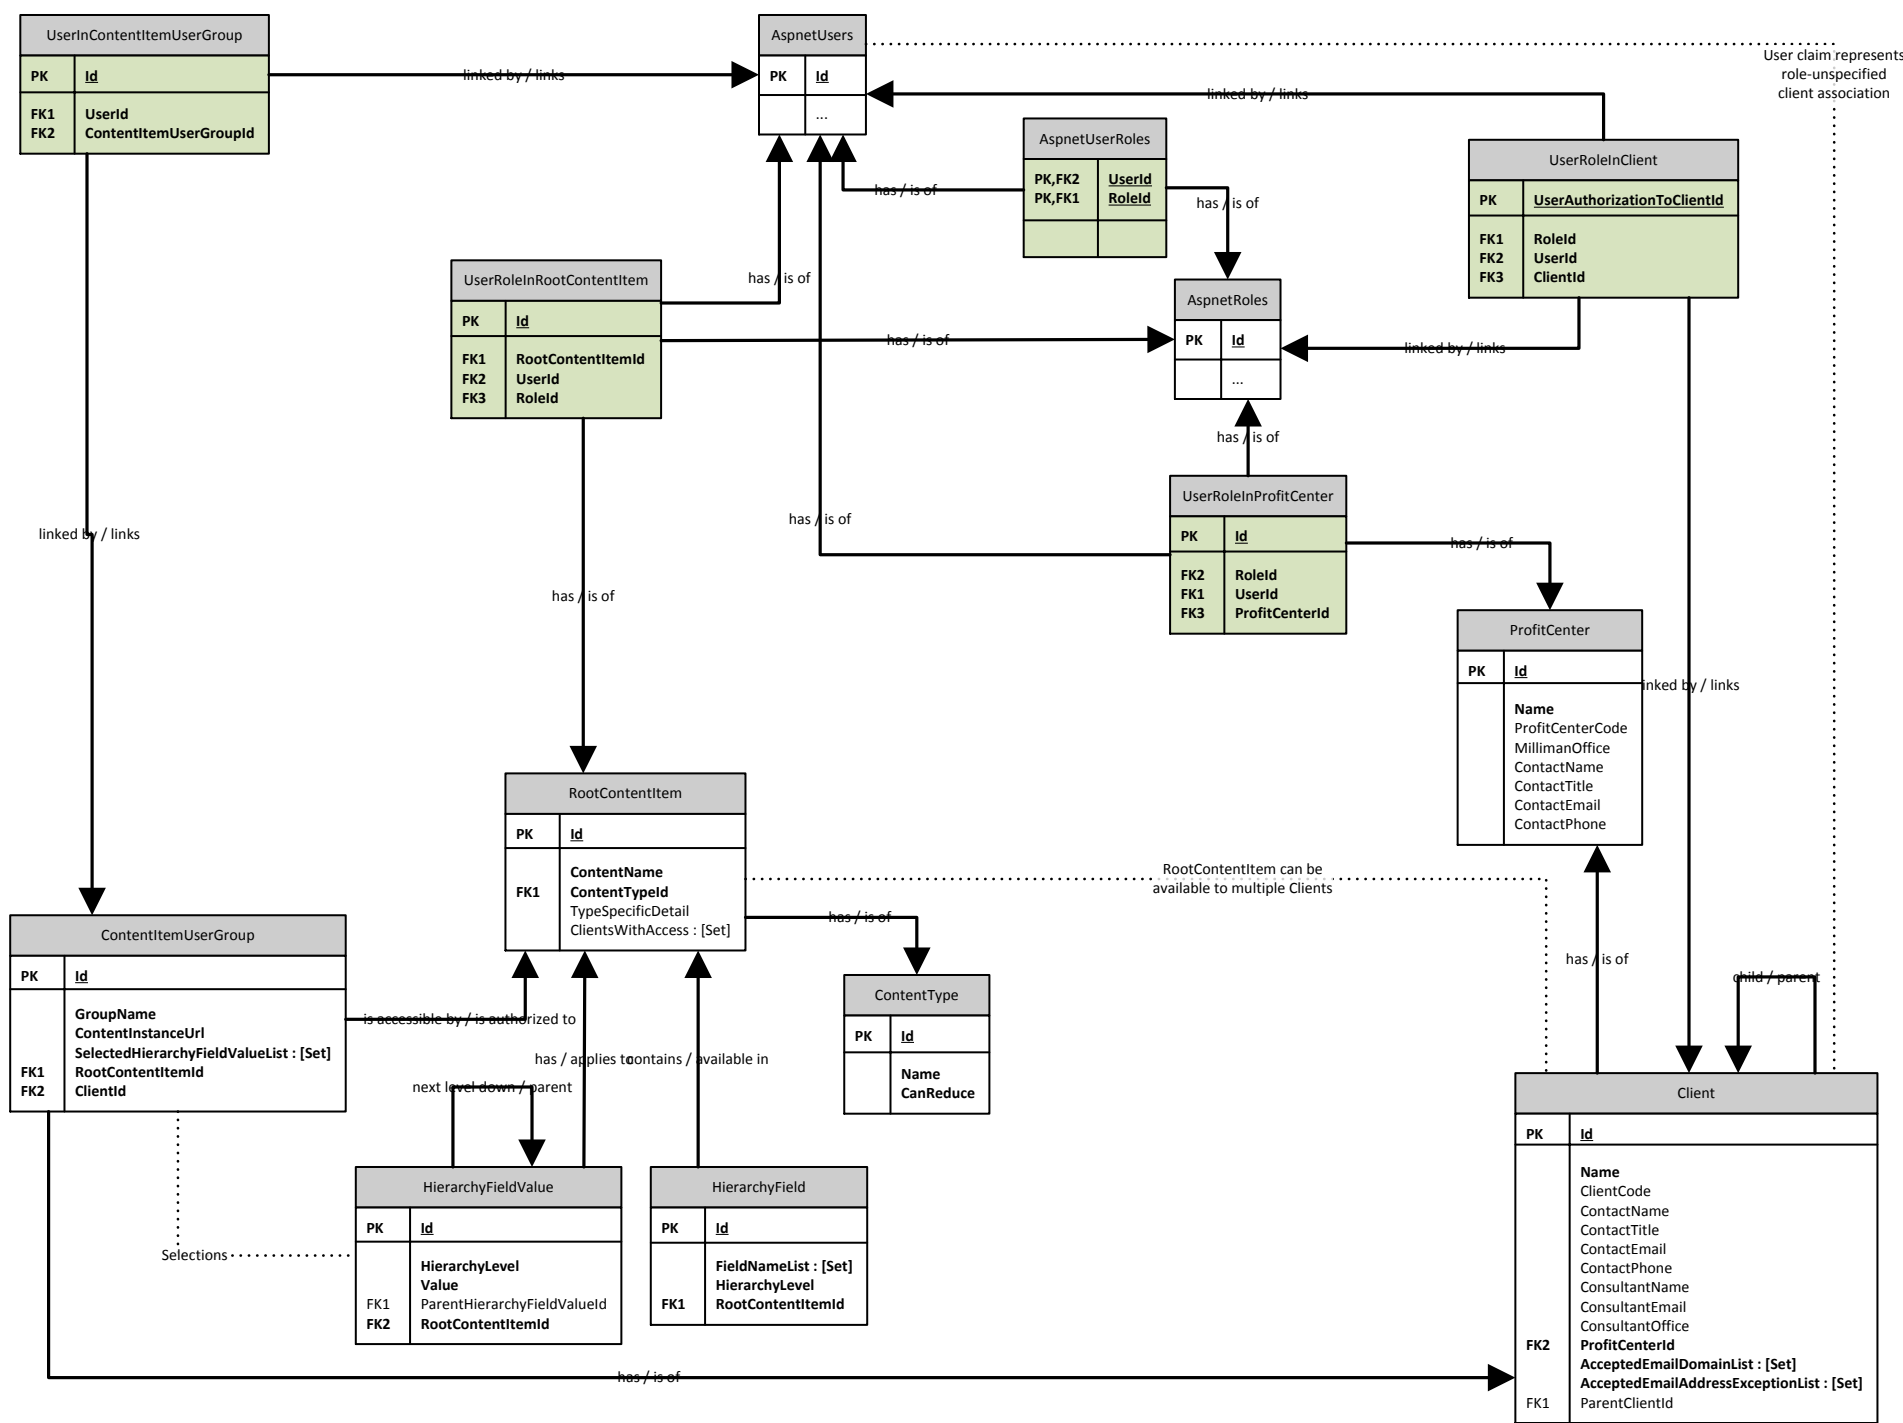 UserInContentItemUserGroup
PK Id
FK1 UserId
FK2 ContentItemUserGroupId
linked by / links
AspnetUsers
PK Id
...
User claim represents
role-unspecified
client association
linked by / links
AspnetUserRoles
PK,FK2 UserId
PK,FK1 RoleId
has / is of
has / is of
UserRoleInClient
PK UserAuthorizationToClientId
FK1 RoleId
FK2 UserId
FK3 ClientId
UserRoleInRootContentItem
PK Id
FK1 RootContentItemId
FK2 UserId
FK3 RoleId
has / is of
has / is of
AspnetRoles
PK Id
...
linked by / links
has / is of
UserRoleInProfitCenter
PK Id
FK2 RoleId
FK1 UserId
FK3 ProfitCenterId
has / is of
has / is of
linked by / links
has / is of
ProfitCenter
PK Id
Name
ProfitCenterCode
MillimanOffice
ContactName
ContactTitle
ContactEmail
ContactPhone
inked by / links
RootContentItem
PK Id
ContentName
FK1 ContentTypeId
TypeSpecificDetail
ClientsWithAccess : [Set]
RootContentItem can be
available to multiple Clients
has / is of
ContentItemUserGroup
PK Id
GroupName
ContentInstanceUrl
SelectedHierarchyFieldValueList : [Set]
FK1 RootContentItemId
FK2 ClientId
is accessible by / is authorized to
has / applies to
contains / available in
next level down / parent
ContentType
PK Id
Name
CanReduce
has / is of
child / parent
Selections
HierarchyFieldValue
PK Id
HierarchyLevel
Value
FK1 ParentHierarchyFieldValueId
FK2 RootContentItemId
HierarchyField
PK Id
FieldNameList : [Set]
HierarchyLevel
FK1 RootContentItemId
Client
PK Id
Name
ClientCode
ContactName
ContactTitle
ContactEmail
ContactPhone
ConsultantName
ConsultantEmail
ConsultantOffice
FK2 ProfitCenterId
AcceptedEmailDomainList : [Set]
AcceptedEmailAddressExceptionList : [Set]
FK1 ParentClientId
has / is of